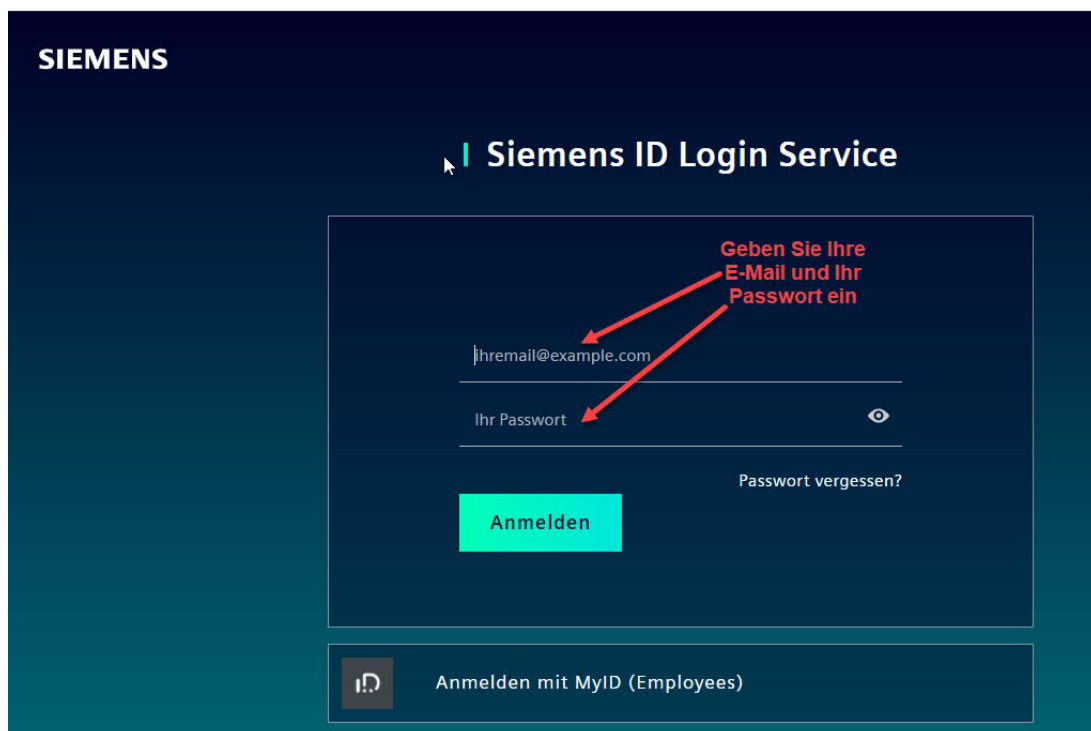 SIEMENS
Siemens ID Login Service
Geben Sie Ihre
E-Mail und Ihr
Passwort ein
ihremail@example.com
Ihr Passwort
Passwort vergessen?
Anmelden
Anmelden mit MyID (Employees)